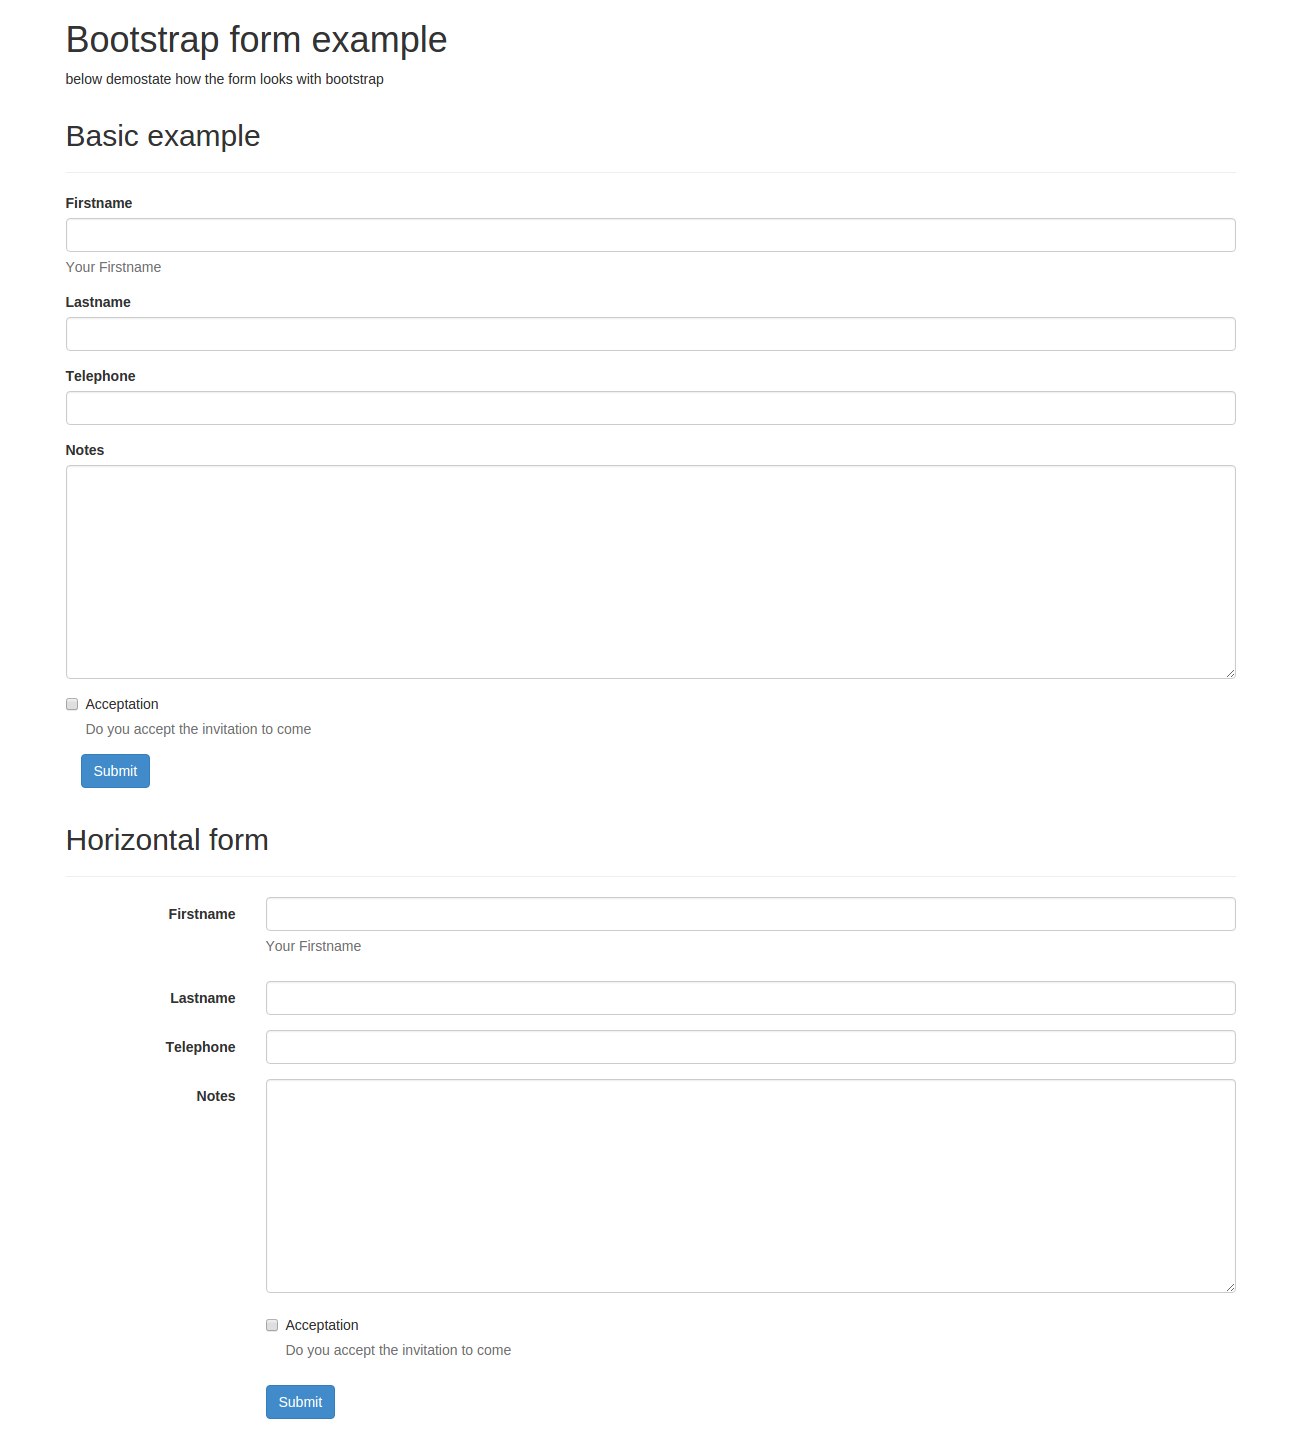 Bootstrap form example
below demostate how the form looks with bootstrap
Basic example
Firstname
Your Firstname
Lastname
Telephone
Notes
Acceptation
Do you accept the invitation to come
Submit
Horizontal form
Firstname
Your Firstname
Lastname
Telephone
Notes
Acceptation
Do you accept the invitation to come
Submit